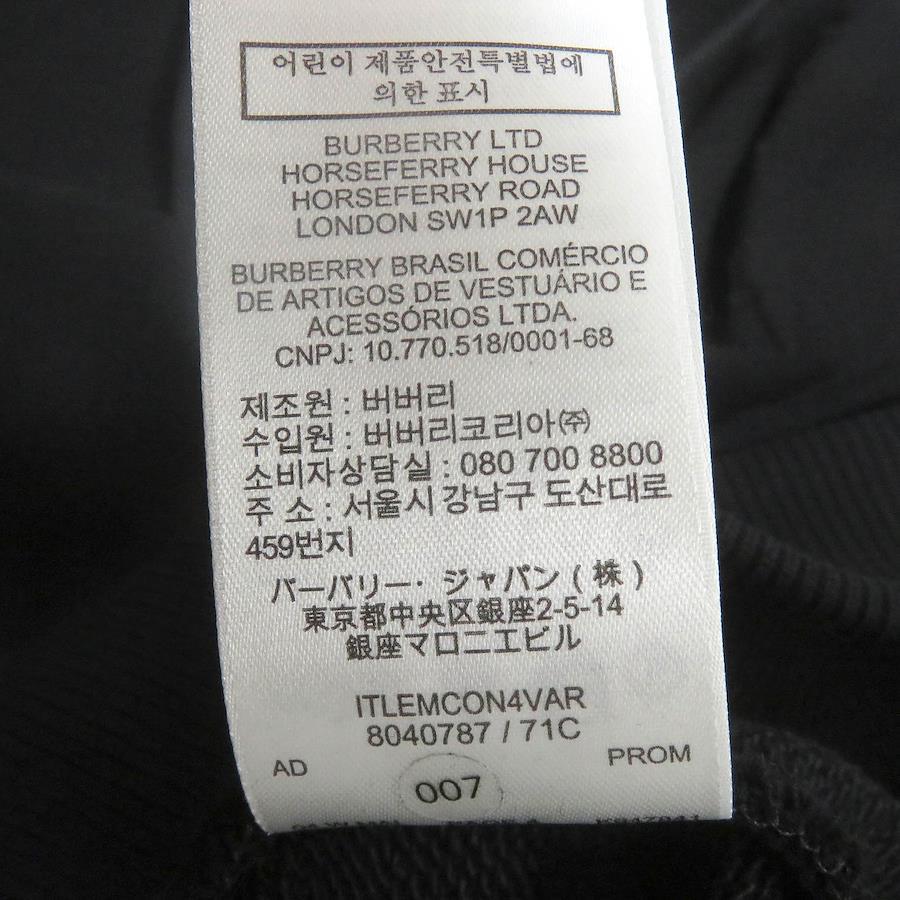 어린이 제품안전특별법에
의한 표시
BURBERRY LTD
HORSEFERRY HOUSE
HORSEFERRY ROAD
LONDON SW1P 2AW
BURBERRY BRASIL COMÉRCIO
DE ARTIGOS DE VESTUÁRIO E
ACESSÓRIOS LTDA.
CNPJ: 10.770.518/0001-68
제조원 : 버버리
수입원 : 버버리코리아㈜
소비자상담실 : 080 700 8800
주 소 : 서울시 강남구 도산대로
459번지
バーバリー・ジャパン ( 株 )
東京都中央区銀座2-5-14
銀座マロニエビル
ITLEMCON4VAR
8040787 / 71C
AD 007 PROM